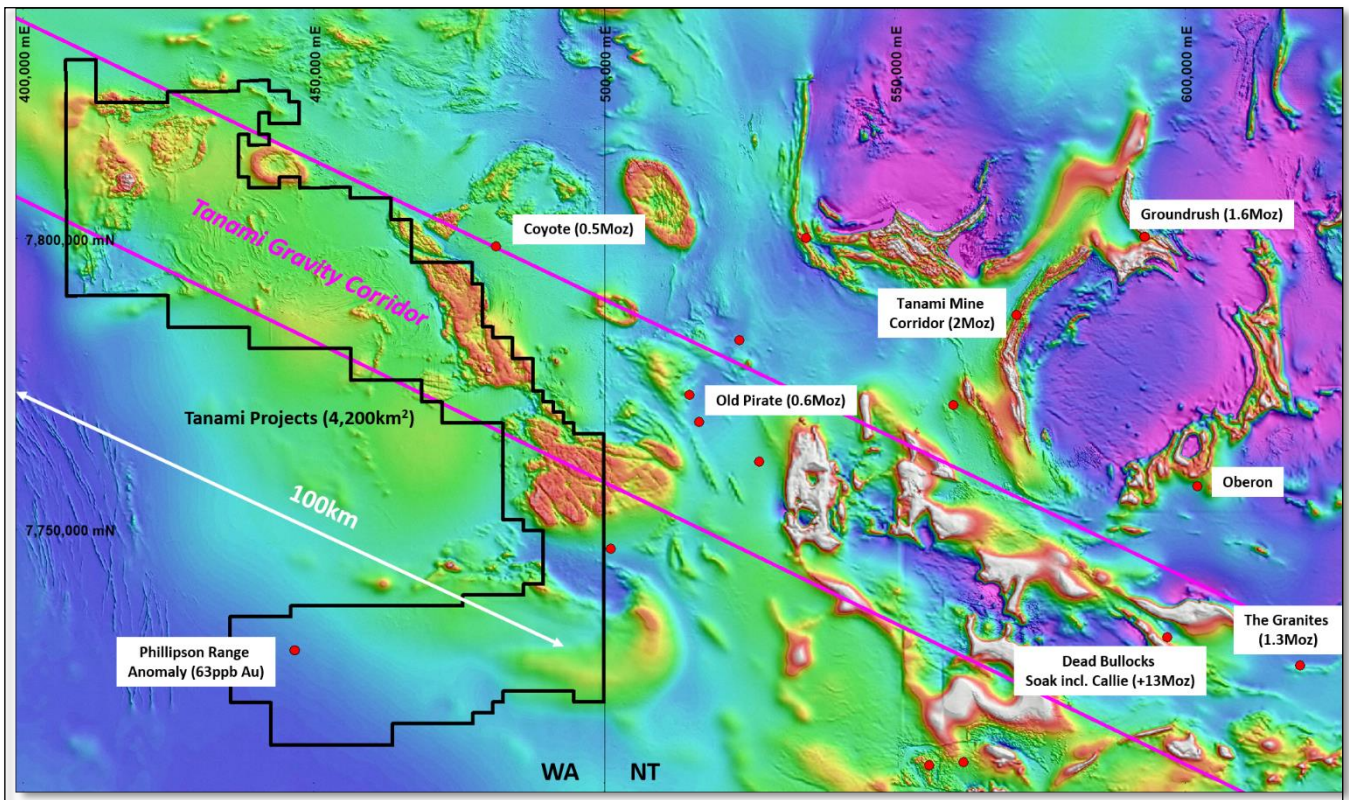 400,000 mE
450,000 mE
500,000 mE
550,000 mE
600,000 mE
Tanami Gravity Corridor
7,800,000 mN
Coyote (0.5Moz)
Groundrush (1.6Moz)
Tanami Mine
Corridor (2Moz)
Tanami Projects (4,200km²)
Old Pirate (0.6Moz)
Oberon
100km
7,750,000 mN
Phillipson Range
Anomaly (63ppb Au)
The Granites
(1.3Moz)
Dead Bullocks
Soak incl. Callie (+13Moz)
WA
NT